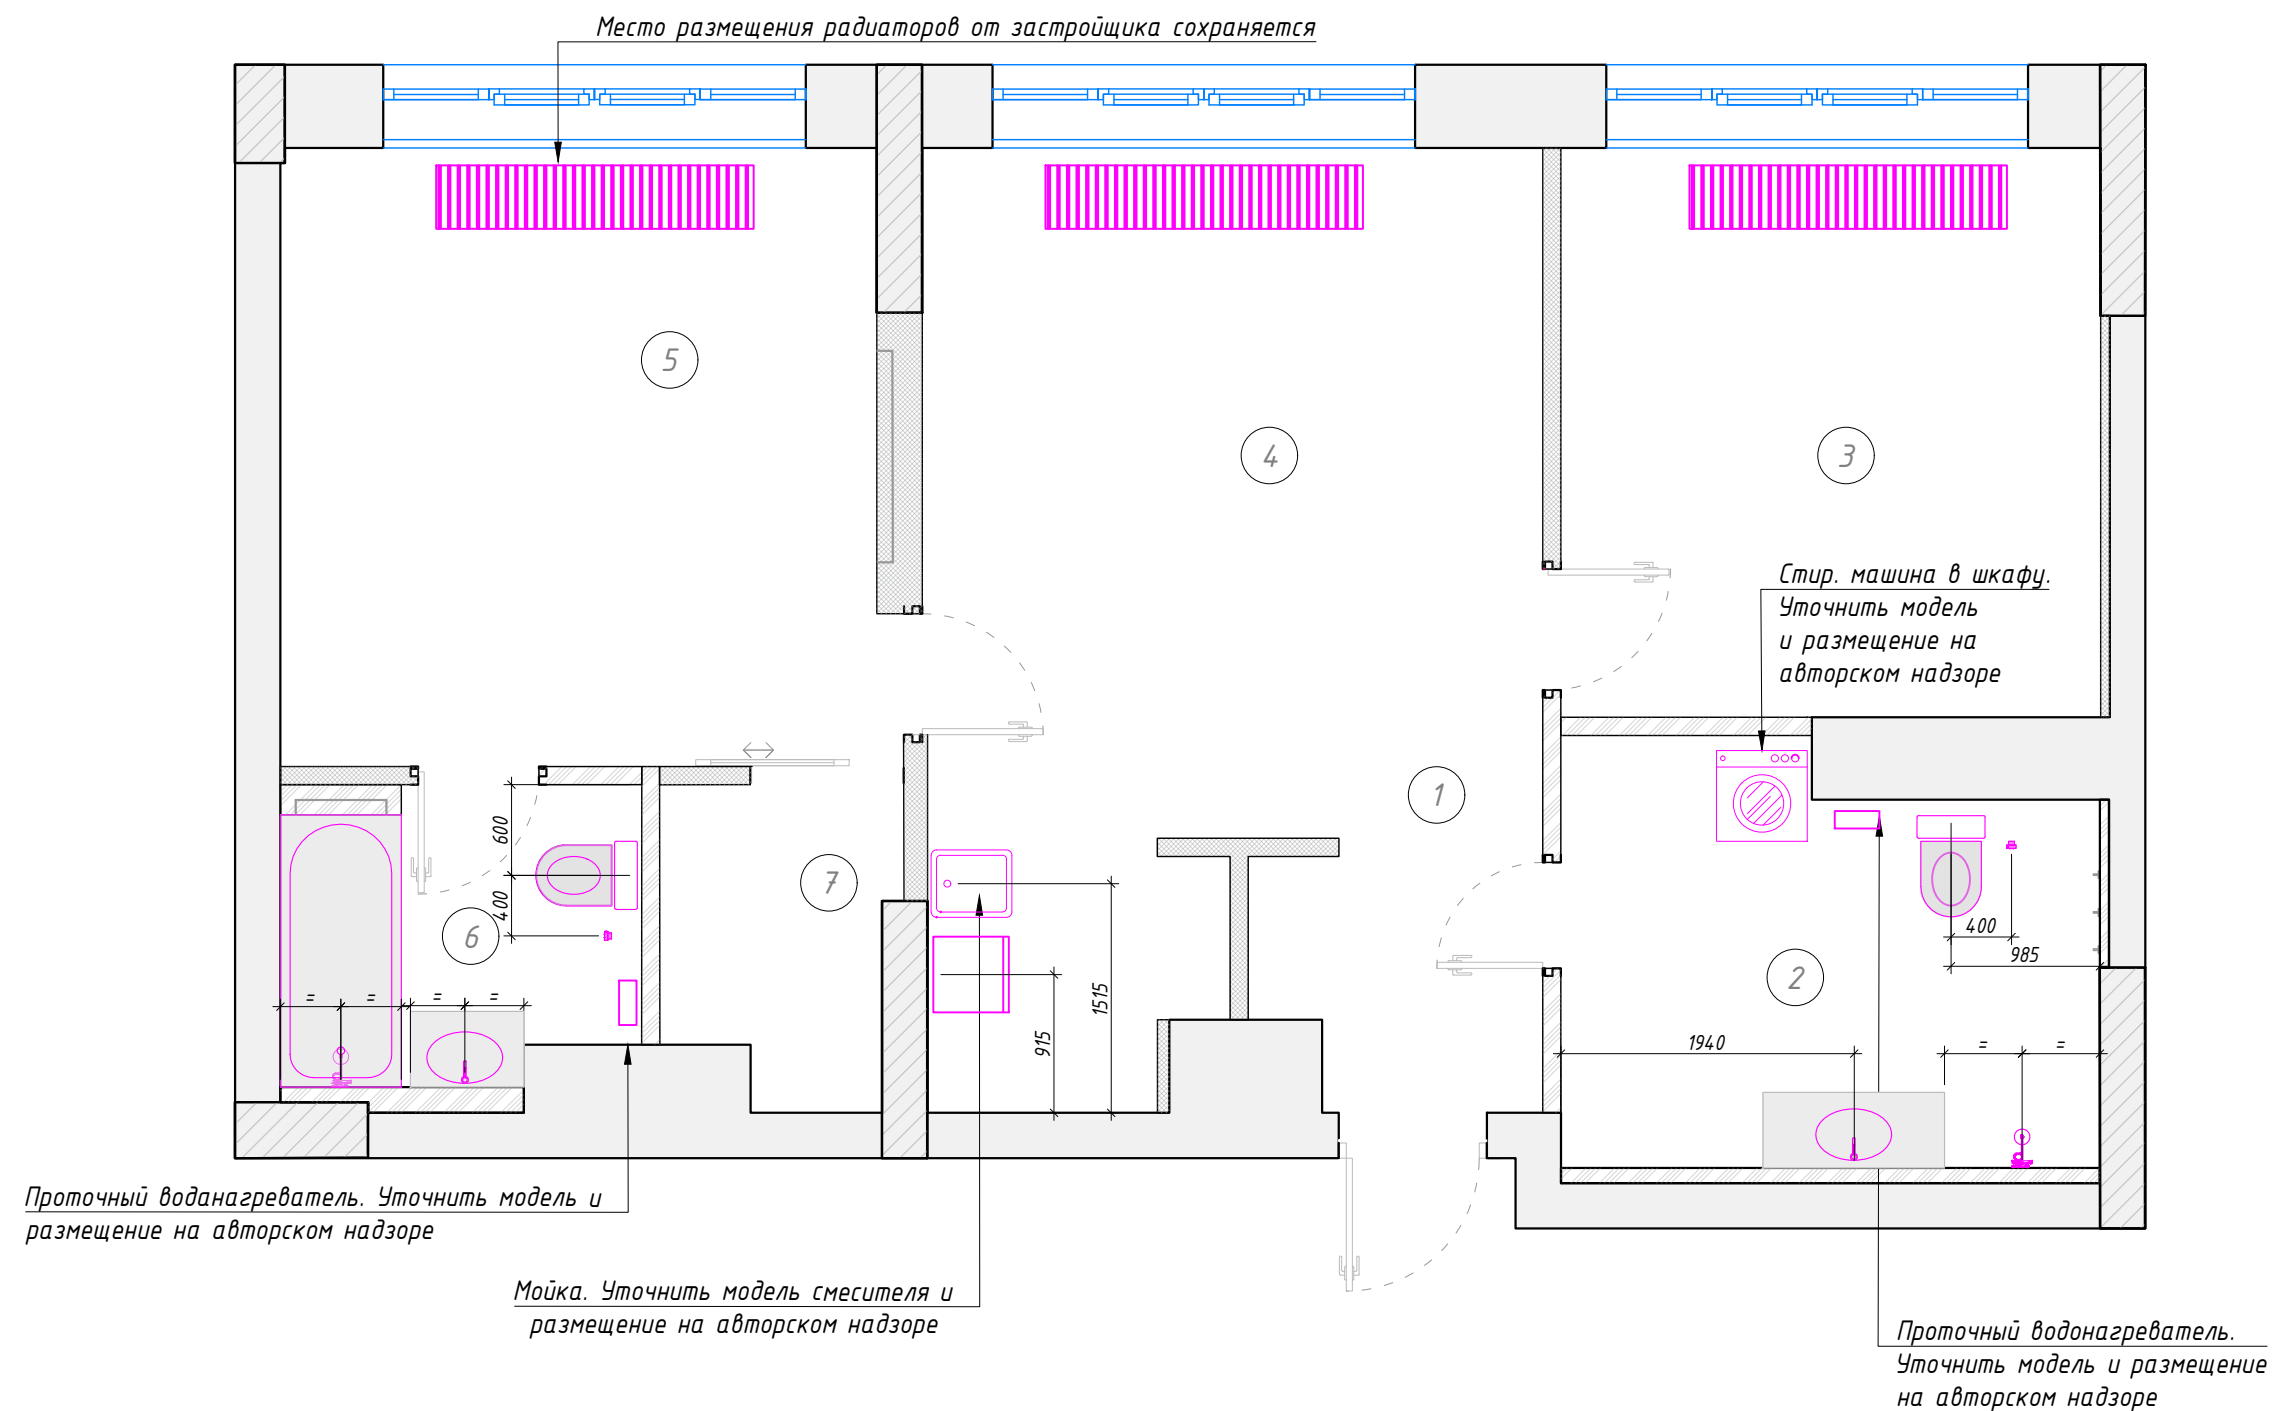 Место размещения радиаторов от застройщика сохраняется
5
4
3
Стир. машина в шкафу.
Уточнить модель
и размещение на
авторском надзоре
1
600
7
400
6
400
985
2
=
=
=
=
1515
915
1940
=
=
Проточный воданагреватель. Уточнить модель и
размещение на авторском надзоре
Мойка. Уточнить модель смесителя и
размещение на авторском надзоре
Проточный водонагреватель.
Уточнить модель и размещение
на авторском надзоре